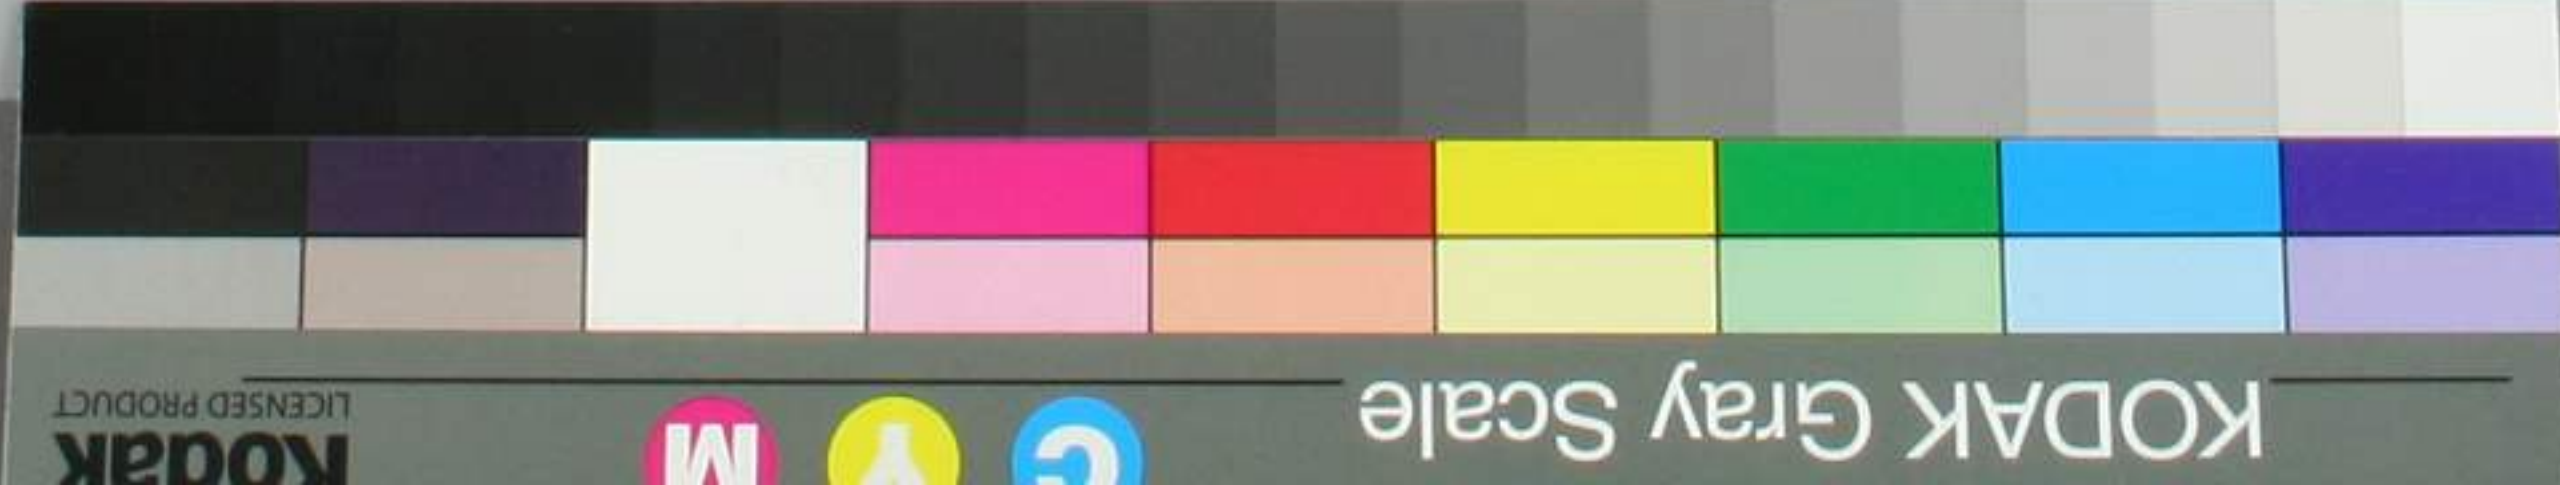 KODAK Gray Scale
C Y M
Kodak
LICENSED PRODUCT